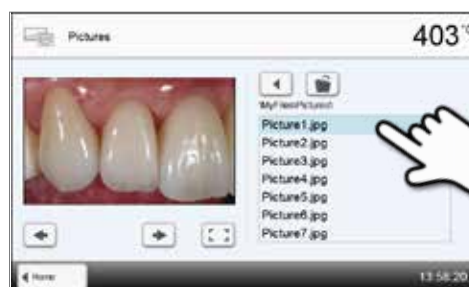 Pictures
403 °C
\MyFiles\Pictures\
Picture1.jpg
Picture2.jpg
Picture3.jpg
Picture4.jpg
Picture5.jpg
Picture6.jpg
Picture7.jpg
Home
13:58:20